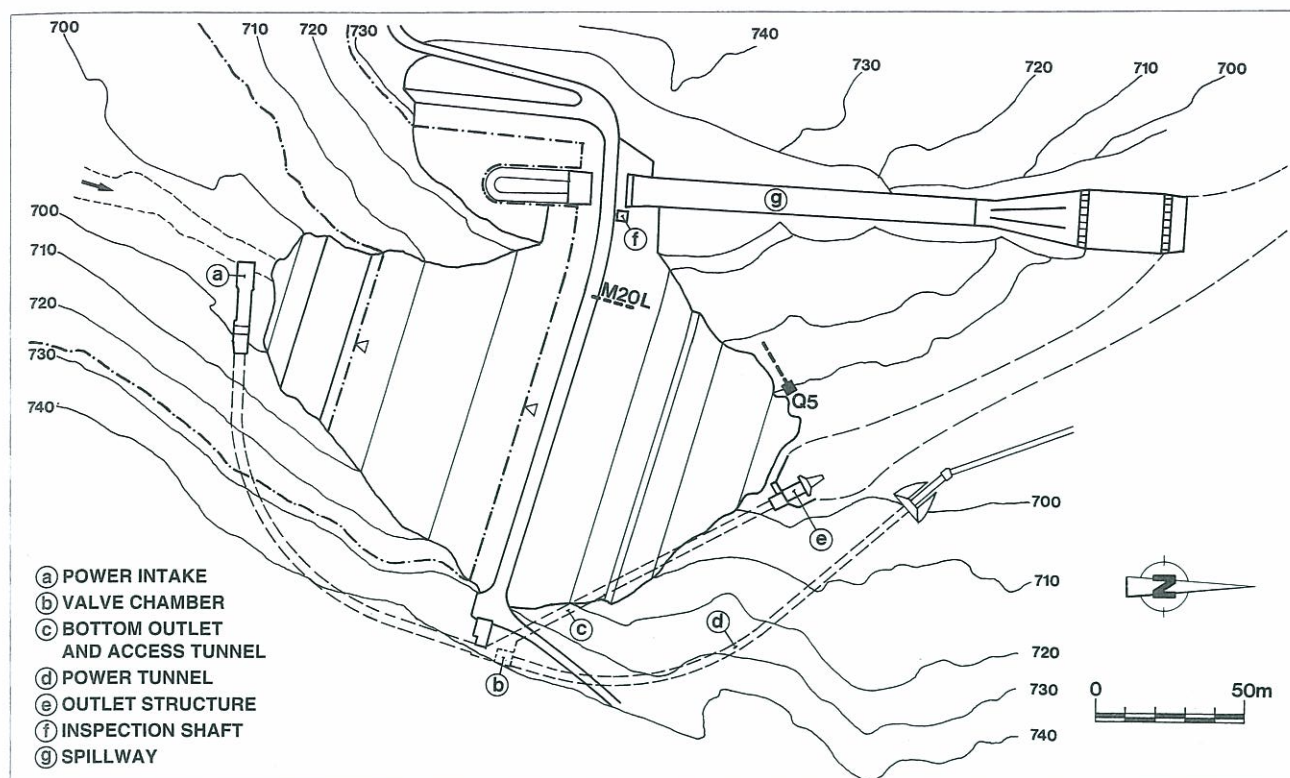 700
710
720
730
740
730
720
710
700
700
710
720
730
740
a
g
f
M20L
Q5
e
c
d
b
700
710
720
730
740
N
0 50m
a POWER INTAKE
b VALVE CHAMBER
c BOTTOM OUTLET
AND ACCESS TUNNEL
d POWER TUNNEL
e OUTLET STRUCTURE
f INSPECTION SHAFT
g SPILLWAY